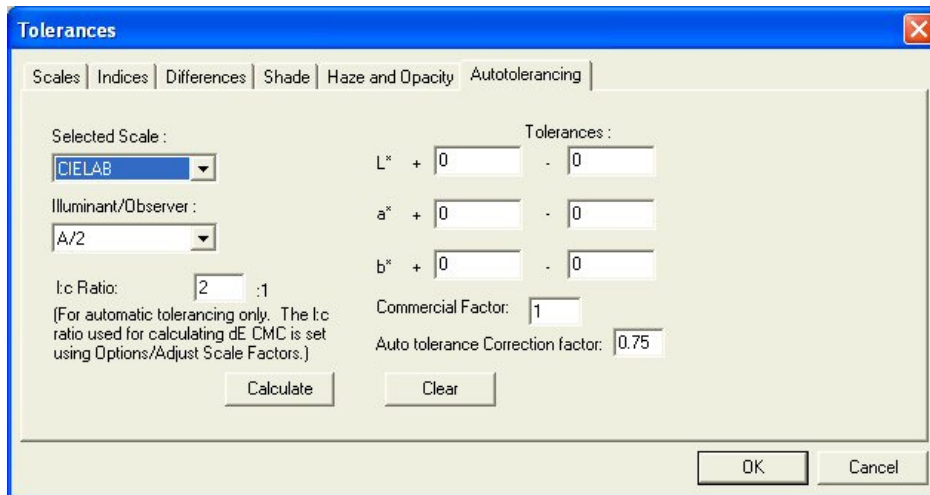 Tolerances
Scales Indices Differences Shade Haze and Opacity Autotolerancing
Selected Scale :
CIELAB
Illuminant/Observer :
A/2
l:c Ratio: 2 :1
(For automatic tolerancing only. The l:c
ratio used for calculating dE CMC is set
using Options/Adjust Scale Factors.)
Calculate
Tolerances :
L* + 0 - 0
a* + 0 - 0
b* + 0 - 0
Commercial Factor: 1
Auto tolerance Correction factor: 0.75
Clear
OK Cancel